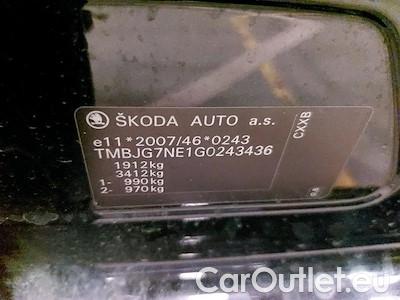 ŠKODA AUTO a.s.
e11*2007/46*0243
TMBJG7NE1G0243436
1912kg
3412kg
1- 990kg
2- 970kg
CXXB
CarOutlet.eu